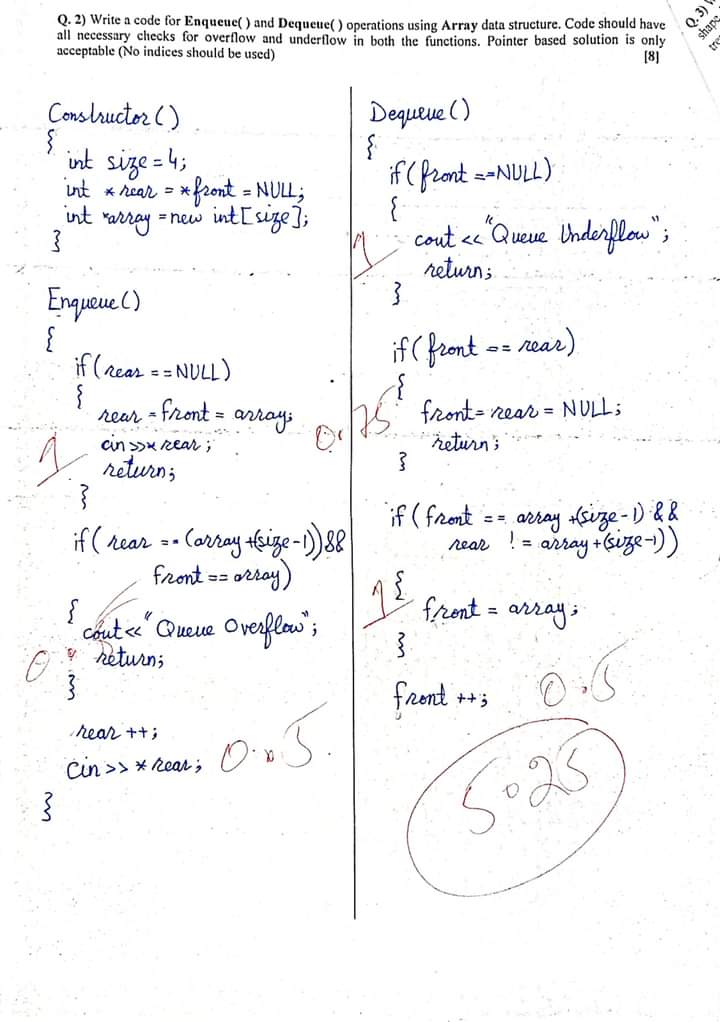 Q. 2) Write a code for Enqueue( ) and Dequeue( ) operations using Array data structure. Code should have
all necessary checks for overflow and underflow in both the functions. Pointer based solution is only
acceptable (No indices should be used)
[8]
Q.3)
shape
Constructor()
{
int size = 4;
int *rear = *front = NULL;
int *array = new int[size];
}
Enqueue()
{
if(rear == NULL)
{
rear = front = array;
cin >> * rear;
return;
}
1
if( rear == (array +(size-1)) &&
front == array)
{
cout << "Queue Overflow";
return;
}
0
rear ++;
cin >> * rear;
0.5
}
Dequeue()
{
if(front ==NULL)
{
cout << "Queue Underflow";
return;
}
1
if(front == rear)
{
front = rear = NULL;
return;
}
0.75
if( front == array +(size-1) &&
rear != array+(size-1))
{
front = array;
}
1
front ++;
0.5
5.25